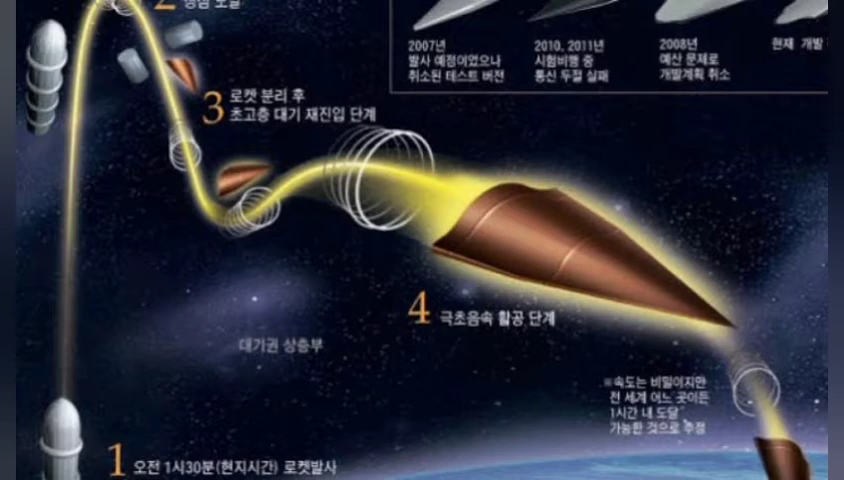 2 정점 도달
2007년
발사 예정이었으나
취소된 테스트 버전
2010, 2011년
시험비행 중
통신 두절 실패
2008년
예산 문제로
개발계획 취소
현재 개발
3 로켓 분리 후
초고층 대기 재진입 단계
4 극초음속 활공 단계
대기권 상층부
※속도는 비밀이지만
전 세계 어느 곳이든
1시간 내 도달
가능한 것으로 추정
1 오전 1시30분(현지시간) 로켓발사